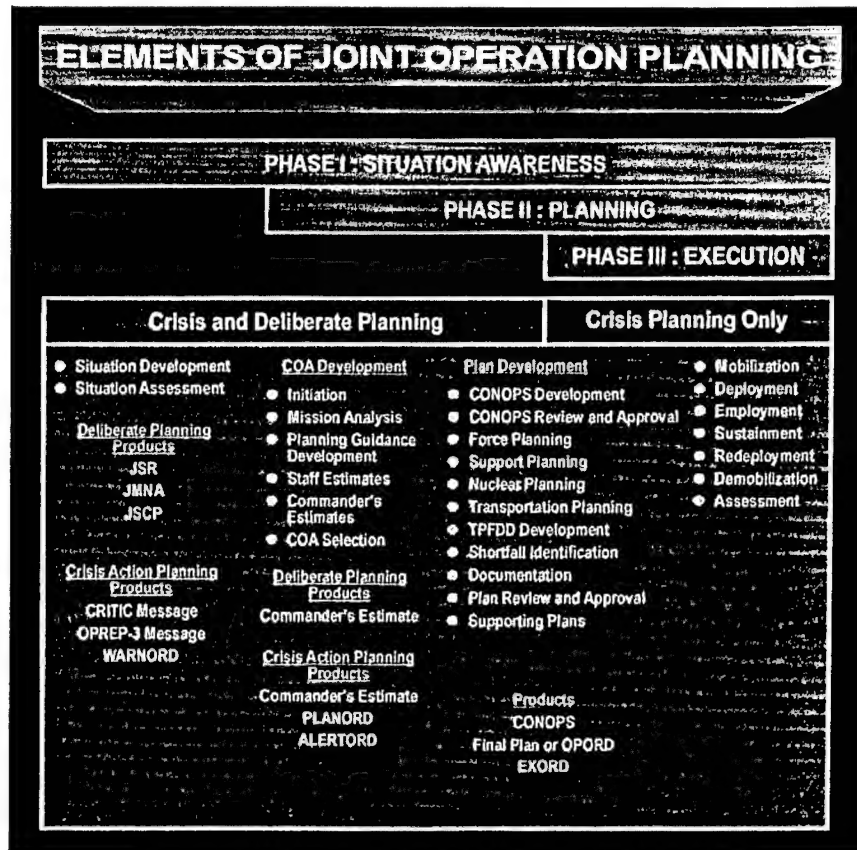 ELEMENTS OF JOINT OPERATION PLANNING
PHASE I : SITUATION AWARENESS
PHASE II : PLANNING
PHASE III : EXECUTION
Crisis and Deliberate Planning
Crisis Planning Only
Situation Development
Situation Assessment
Deliberate Planning
Products
JSR
JMNA
JSCP
Crisis Action Planning
Products
CRITIC Message
OPREP-3 Message
WARNORD
COA Development
Initiation
Mission Analysis
Planning Guidance
Development
Staff Estimates
Commander's
Estimates
COA Selection
Deliberate Planning
Products
Commander's Estimate
Crisis Action Planning
Products
Commander's Estimate
PLANORD
ALERTORD
Plan Development
CONOPS Development
CONOPS Review and Approval
Force Planning
Support Planning
Nuclear Planning
Transportation Planning
TPFDD Development
Shortfall Identification
Documentation
Plan Review and Approval
Supporting Plans
Products
CONOPS
Final Plan or OPORD
EXORD
Mobilization
Deployment
Employment
Sustainment
Redeployment
Demobilization
Assessment